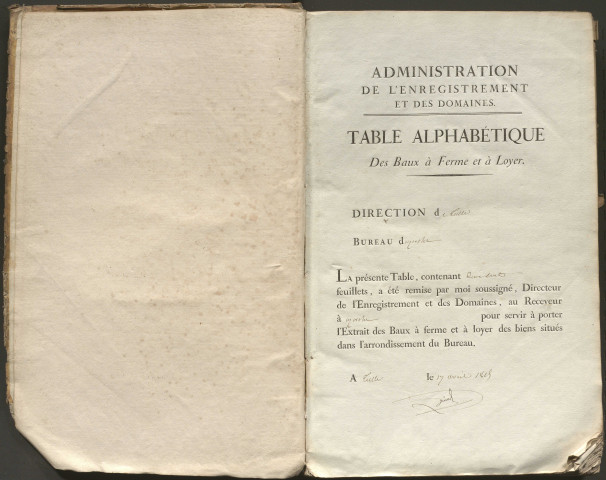 ADMINISTRATION
DE L'ENREGISTREMENT
ET DES DOMAINES.
TABLE ALPHABÉTIQUE
Des Baux à Ferme et à Loyer.
DIRECTION d
BUREAU d
LA présente Table, contenant
feuillets, a été remise par moi soussigné, Directeur
de l'Enregistrement et des Domaines, au Receveur
à pour servir à porter
l'Extrait des Baux à ferme et à loyer des biens situés
dans l'arrondissement du Bureau.
A le 17